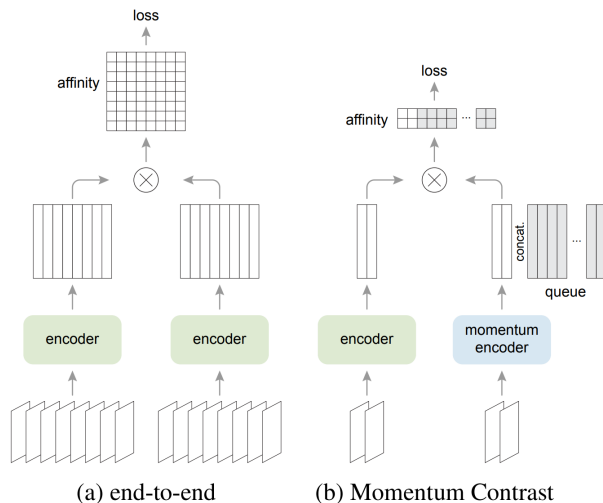 loss
affinity
encoder
encoder
(a) end-to-end
loss
affinity
...
concat.
...
queue
encoder
momentum
encoder
(b) Momentum Contrast